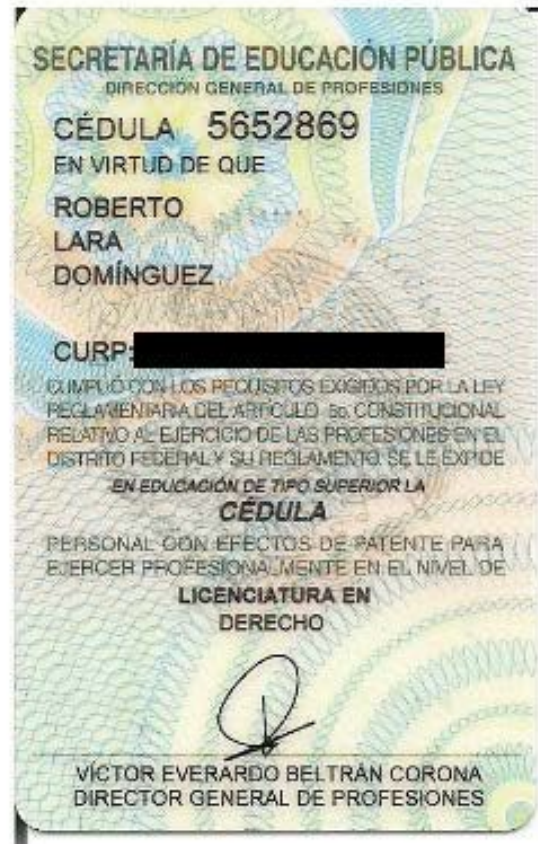 SECRETARÍA DE EDUCACIÓN PÚBLICA
DIRECCIÓN GENERAL DE PROFESIONES
CÉDULA 5652869
EN VIRTUD DE QUE
ROBERTO
LARA
DOMÍNGUEZ
CURP:
CUMPLIÓ CON LOS REQUISITOS EXIGIDOS POR LA LEY
REGLAMENTARIA DEL ARTÍCULO 5o. CONSTITUCIONAL
RELATIVO AL EJERCICIO DE LAS PROFESIONES EN EL
DISTRITO FEDERAL Y SU REGLAMENTO, SE LE EXPIDE
EN EDUCACIÓN DE TIPO SUPERIOR LA
CÉDULA
PERSONAL CON EFECTOS DE PATENTE PARA
EJERCER PROFESIONALMENTE EN EL NIVEL DE
LICENCIATURA EN
DERECHO
VÍCTOR EVERARDO BELTRÁN CORONA
DIRECTOR GENERAL DE PROFESIONES